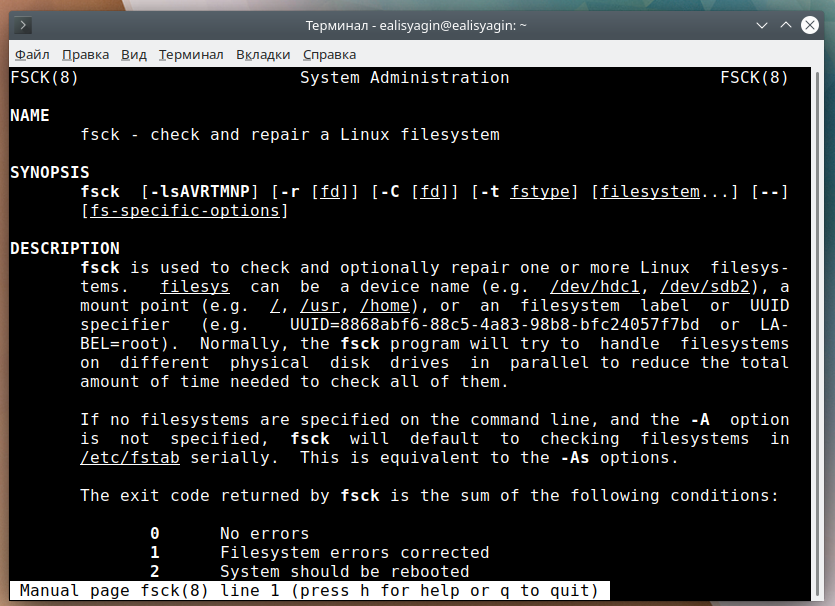 Терминал - ealisyagin@ealisyagin: ~
Файл Правка Вид Терминал Вкладки Справка
FSCK(8) System Administration FSCK(8)
NAME
fsck - check and repair a Linux filesystem
SYNOPSIS
fsck [-lsAVRTMNP] [-r [fd]] [-C [fd]] [-t fstype] [filesystem...] [--]
[fs-specific-options]
DESCRIPTION
fsck is used to check and optionally repair one or more Linux filesys-
tems. filesys can be a device name (e.g. /dev/hdc1, /dev/sdb2), a
mount point (e.g. /, /usr, /home), or an filesystem label or UUID
specifier (e.g. UUID=8868abf6-88c5-4a83-98b8-bfc24057f7bd or LA-
BEL=root). Normally, the fsck program will try to handle filesystems
on different physical disk drives in parallel to reduce the total
amount of time needed to check all of them.
If no filesystems are specified on the command line, and the -A option
is not specified, fsck will default to checking filesystems in
/etc/fstab serially. This is equivalent to the -As options.
The exit code returned by fsck is the sum of the following conditions:
0 No errors
1 Filesystem errors corrected
2 System should be rebooted
Manual page fsck(8) line 1 (press h for help or q to quit)